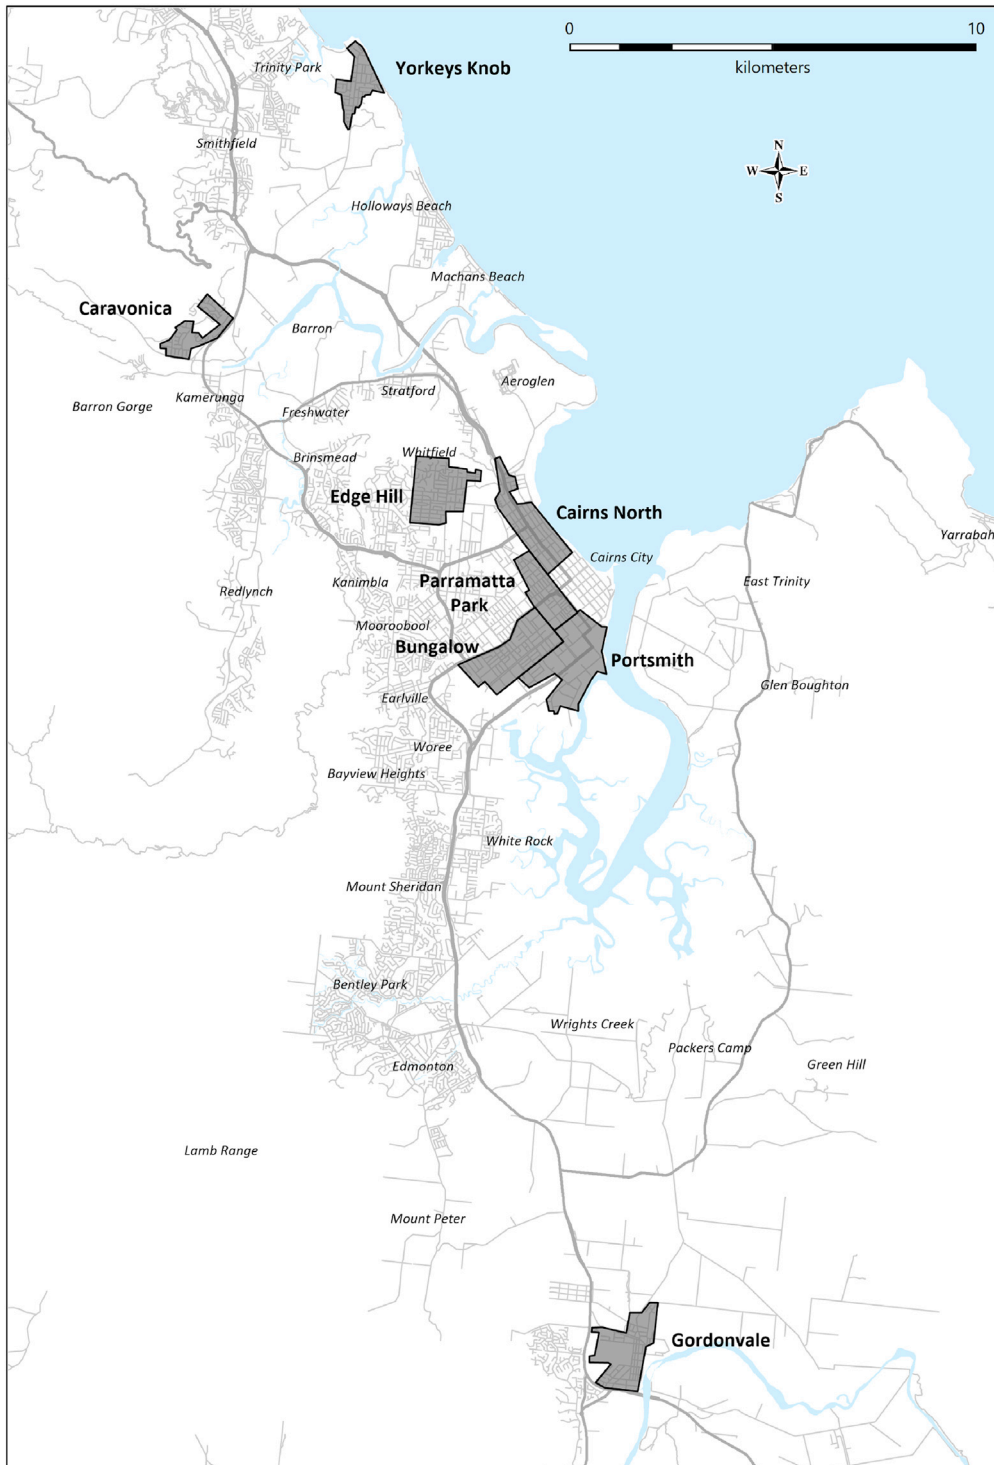 0 10
kilometers
Trinity Park
Yorkeys Knob
Smithfield
N
W E
S
Holloways Beach
Machans Beach
Caravonica
Barron
Aeroglen
Stratford
Kamerunga
Barron Gorge
Freshwater
Whitfield
Brinsmead
Edge Hill
Cairns North
Yarrabah
Cairns City
Kanimbla
Parramatta
Park
East Trinity
Redlynch
Mooroobool
Bungalow
Portsmith
Glen Boughton
Earlville
Woree
Bayview Heights
White Rock
Mount Sheridan
Bentley Park
Wrights Creek
Packers Camp
Edmonton
Green Hill
Lamb Range
Mount Peter
Gordonvale